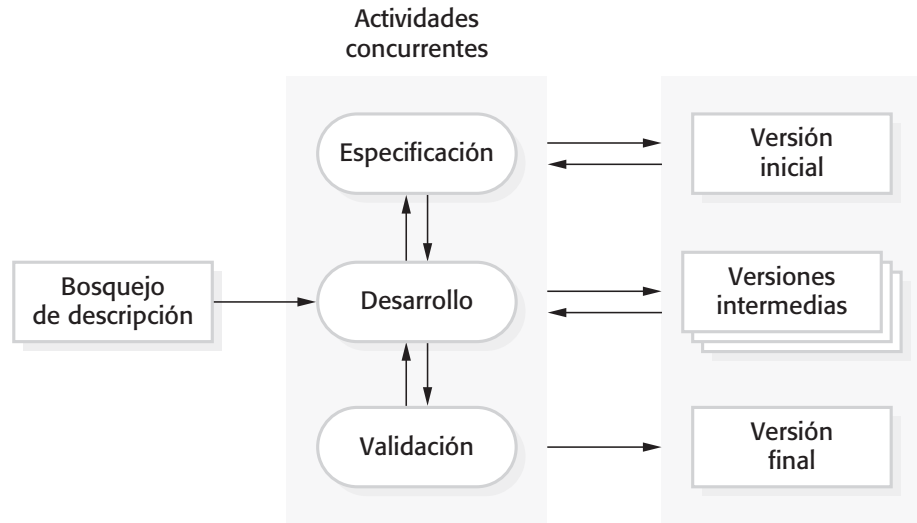 Actividades
concurrentes
Especificación
Versión
inicial
Bosquejo
de descripción
Desarrollo
Versiones
intermedias
Validación
Versión
final